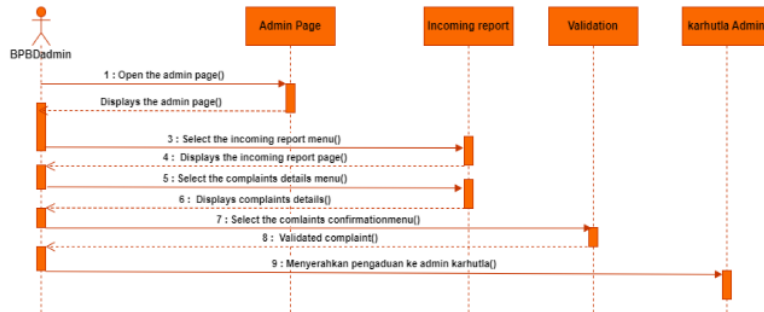 Admin Page
Incoming report
Validation
karhutla Admin
BPBDadmin
1 : Open the admin page()
Displays the admin page()
3 : Select the incoming report menu()
4 : Displays the incoming report page()
5 : Select the complaints details menu()
6 : Displays complaints details()
7 : Select the comlaints confirmationmenu()
8 : Validated complaint()
9 : Menyerahkan pengaduan ke admin karhutla()